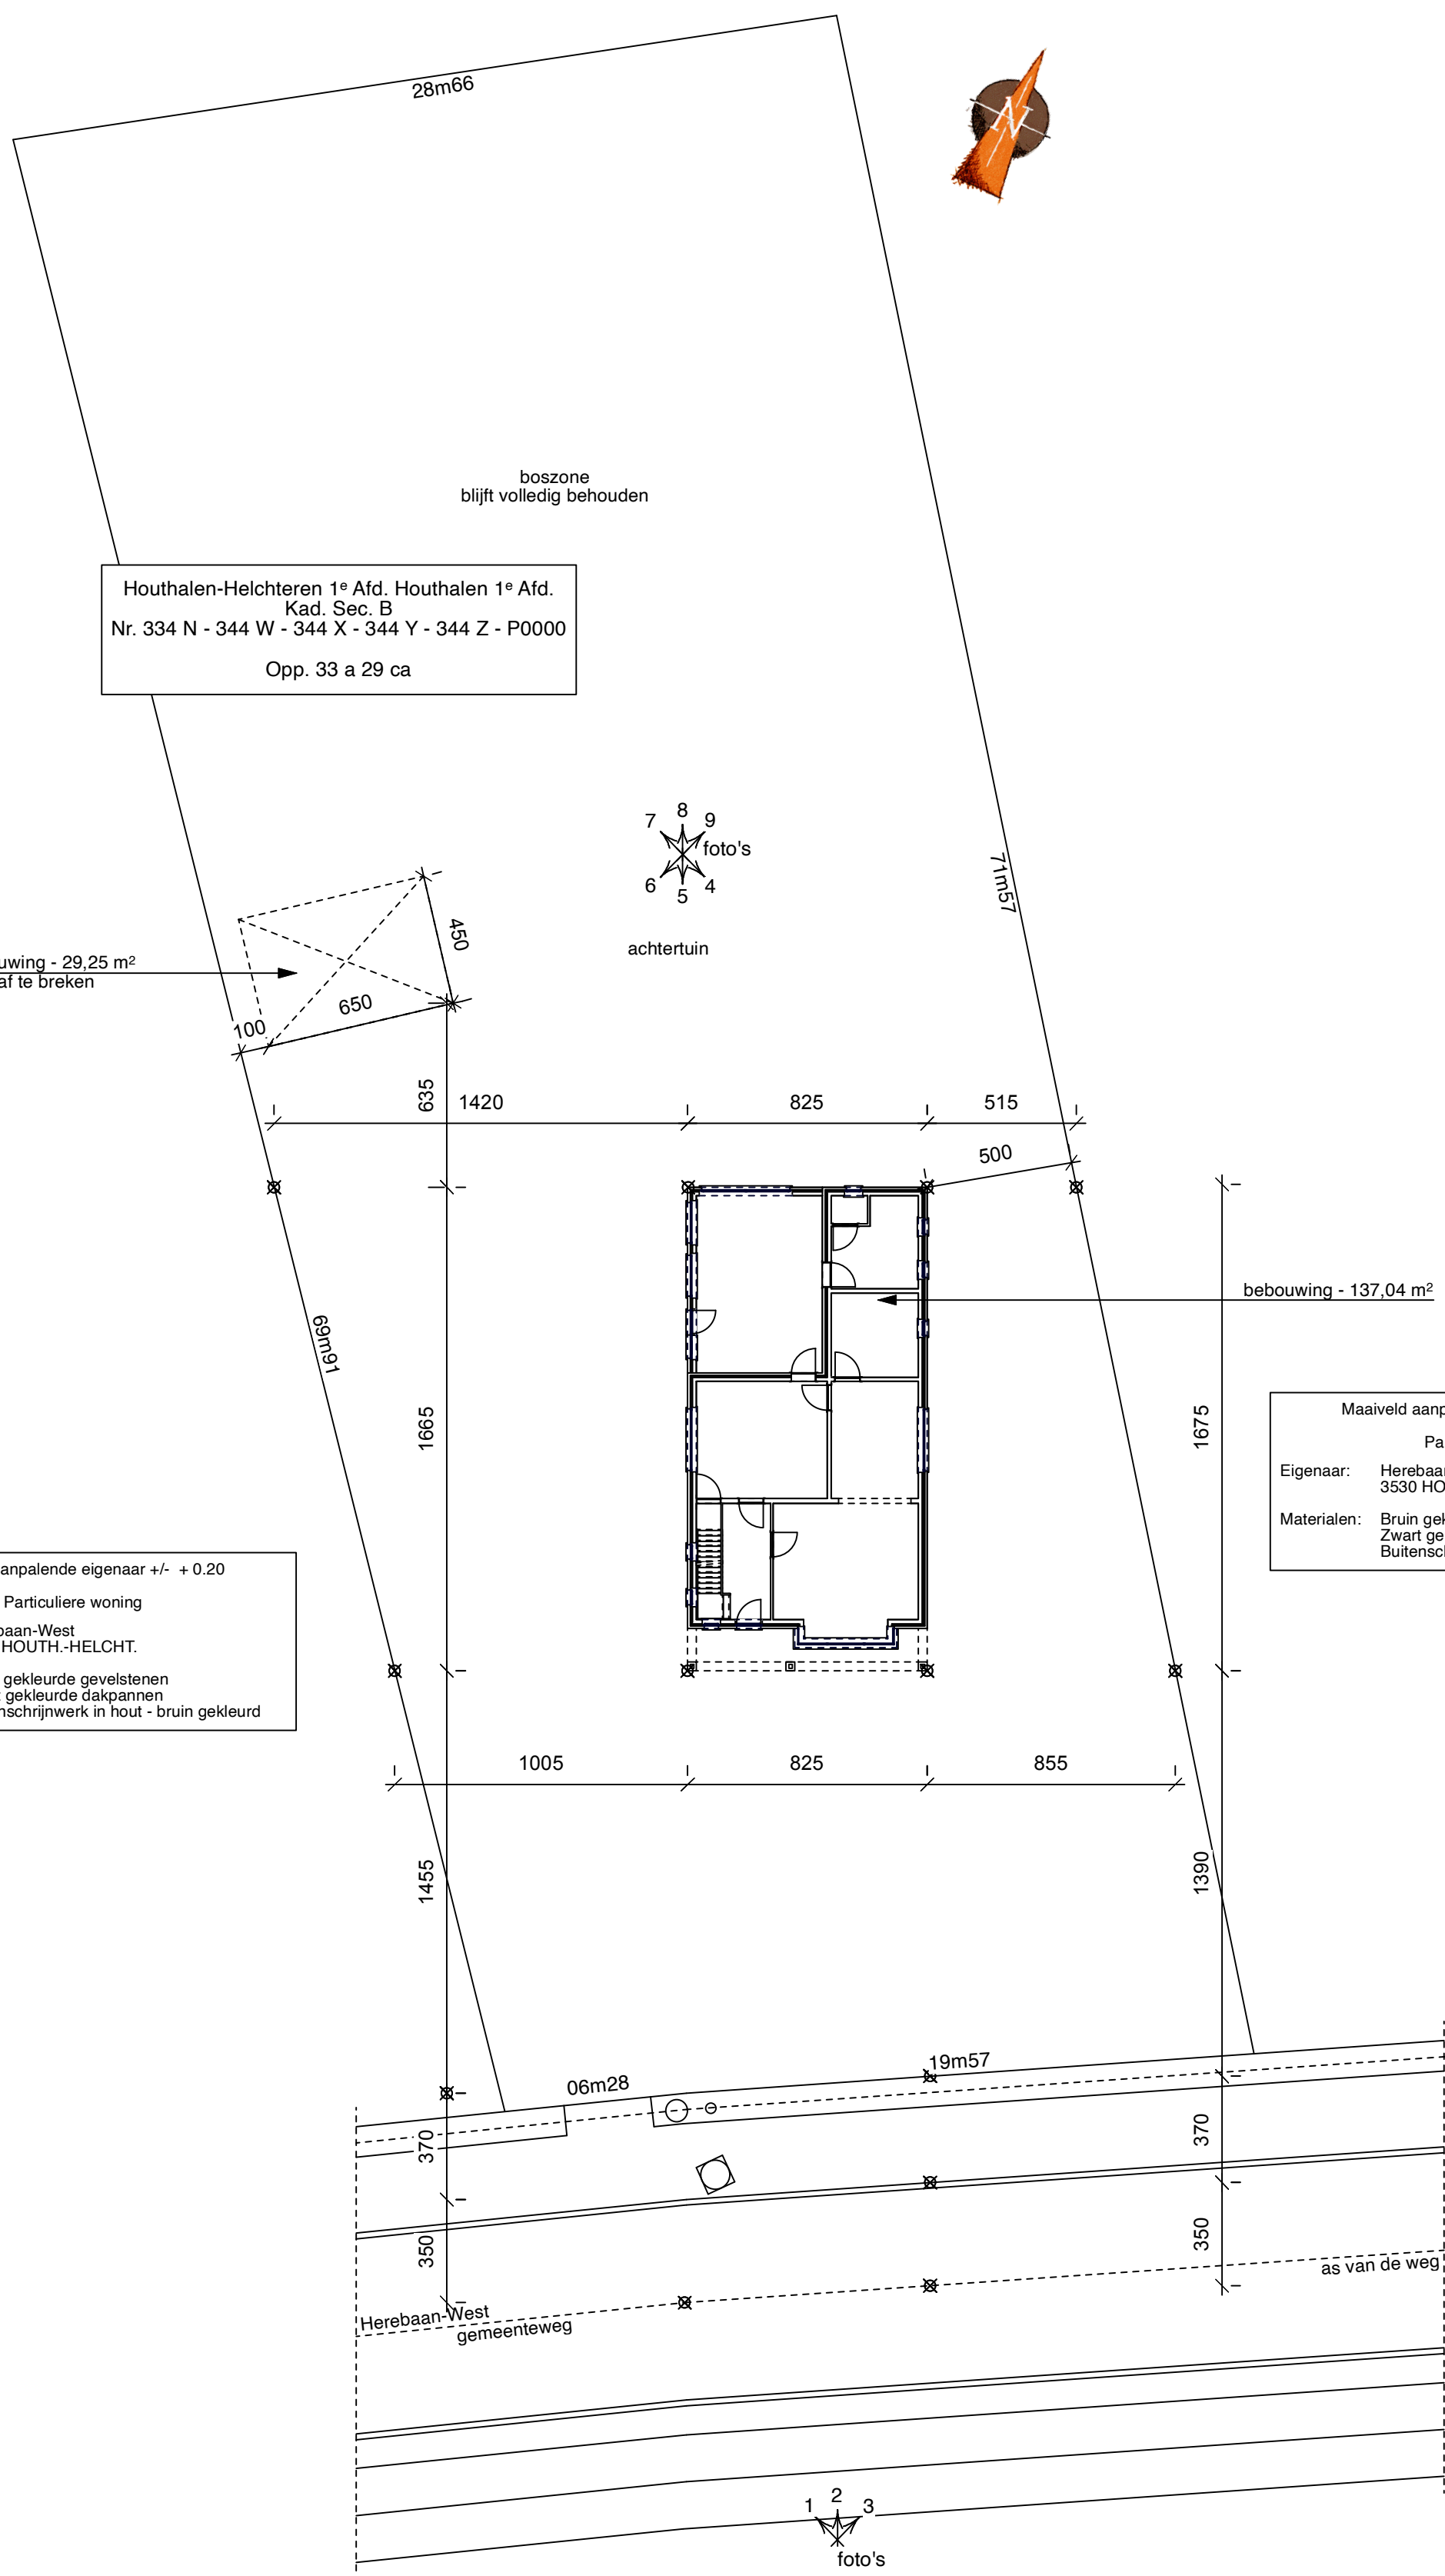 28m66
N
boszone
blijft volledig behouden
Houthalen-Helchteren 1e Afd. Houthalen 1e Afd.
Kad. Sec. B
Nr. 334 N - 344 W - 344 X - 344 Y - 344 Z - P0000
Opp. 33 a 29 ca
7 8 9
foto's
6 5 4
71m57
achtertuin
450
uwing - 29,25 m²
af te breken
650
100
635
1420
825
515
500
bebouwing - 137,04 m²
69m91
1665
1675
Maaiveld aanp
Pa
Eigenaar: Herebaan
3530 HO
Materialen: Bruin gek
Zwart ge
Buitensch
anpalende eigenaar +/- + 0.20
Particuliere woning
baan-West
HOUTH.-HELCHT.
gekleurde gevelstenen
t gekleurde dakpannen
nschrijnwerk in hout - bruin gekleurd
1005
825
855
1455
1390
19m57
06m28
370
370
350
350
as van de weg
Herebaan-West
gemeenteweg
1 2 3
foto's